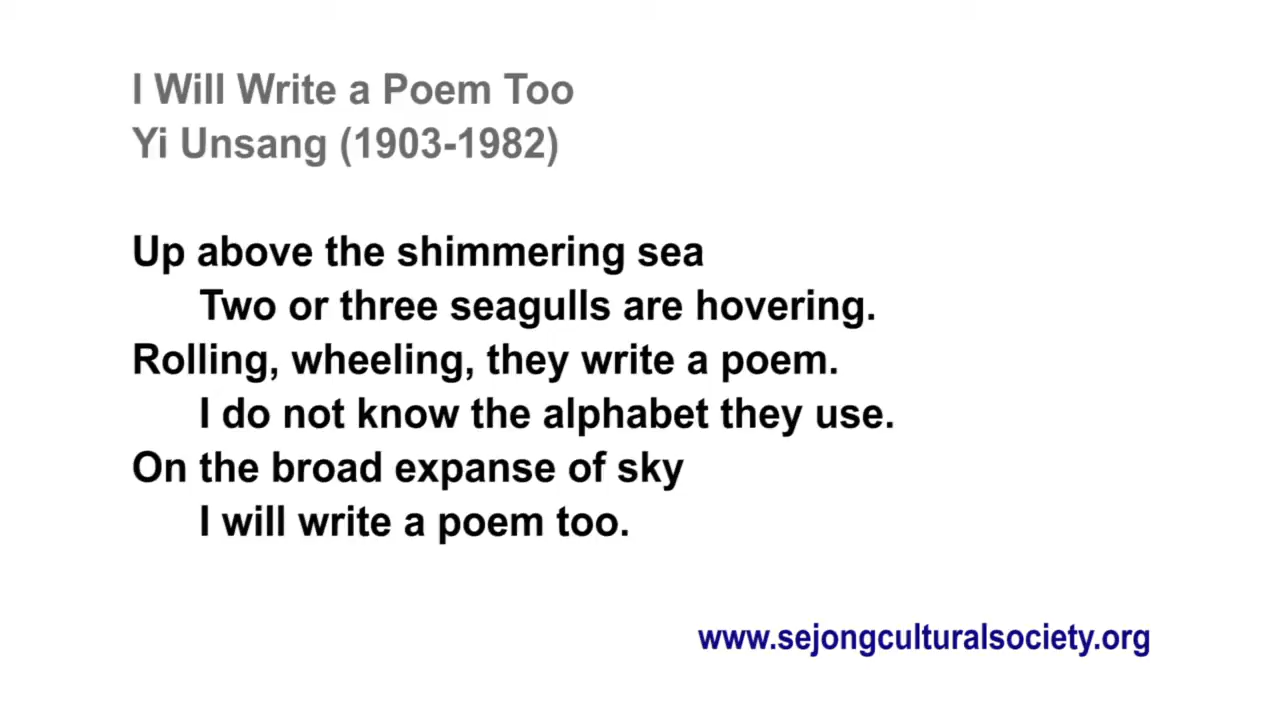 I Will Write a Poem Too
Yi Unsang (1903-1982)
Up above the shimmering sea
Two or three seagulls are hovering.
Rolling, wheeling, they write a poem.
I do not know the alphabet they use.
On the broad expanse of sky
I will write a poem too.
www.sejongculturalsociety.org